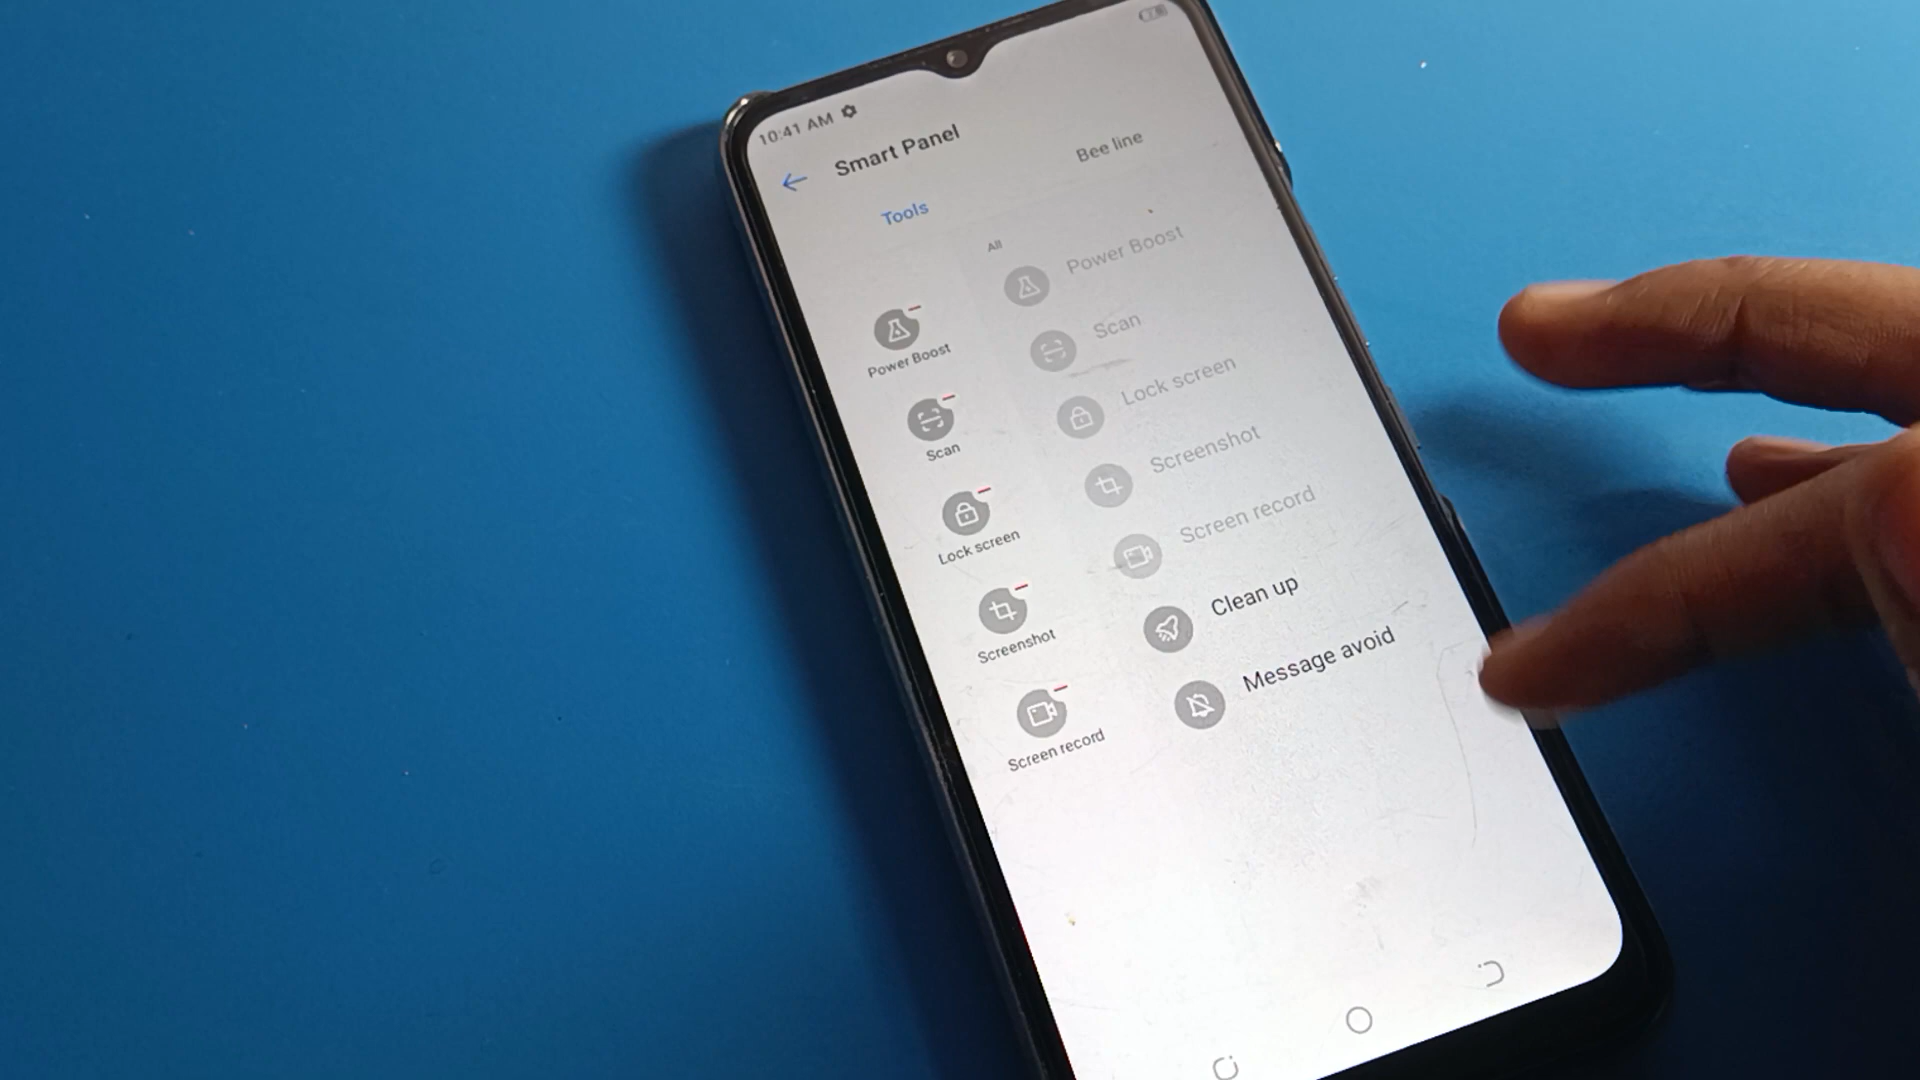 10:41 AM
Smart Panel
Tools
Bee line
Power Boost
Scan
Lock screen
Screenshot
Screen record
All
Power Boost
Scan
Lock screen
Screenshot
Screen record
Clean up
Message avoid